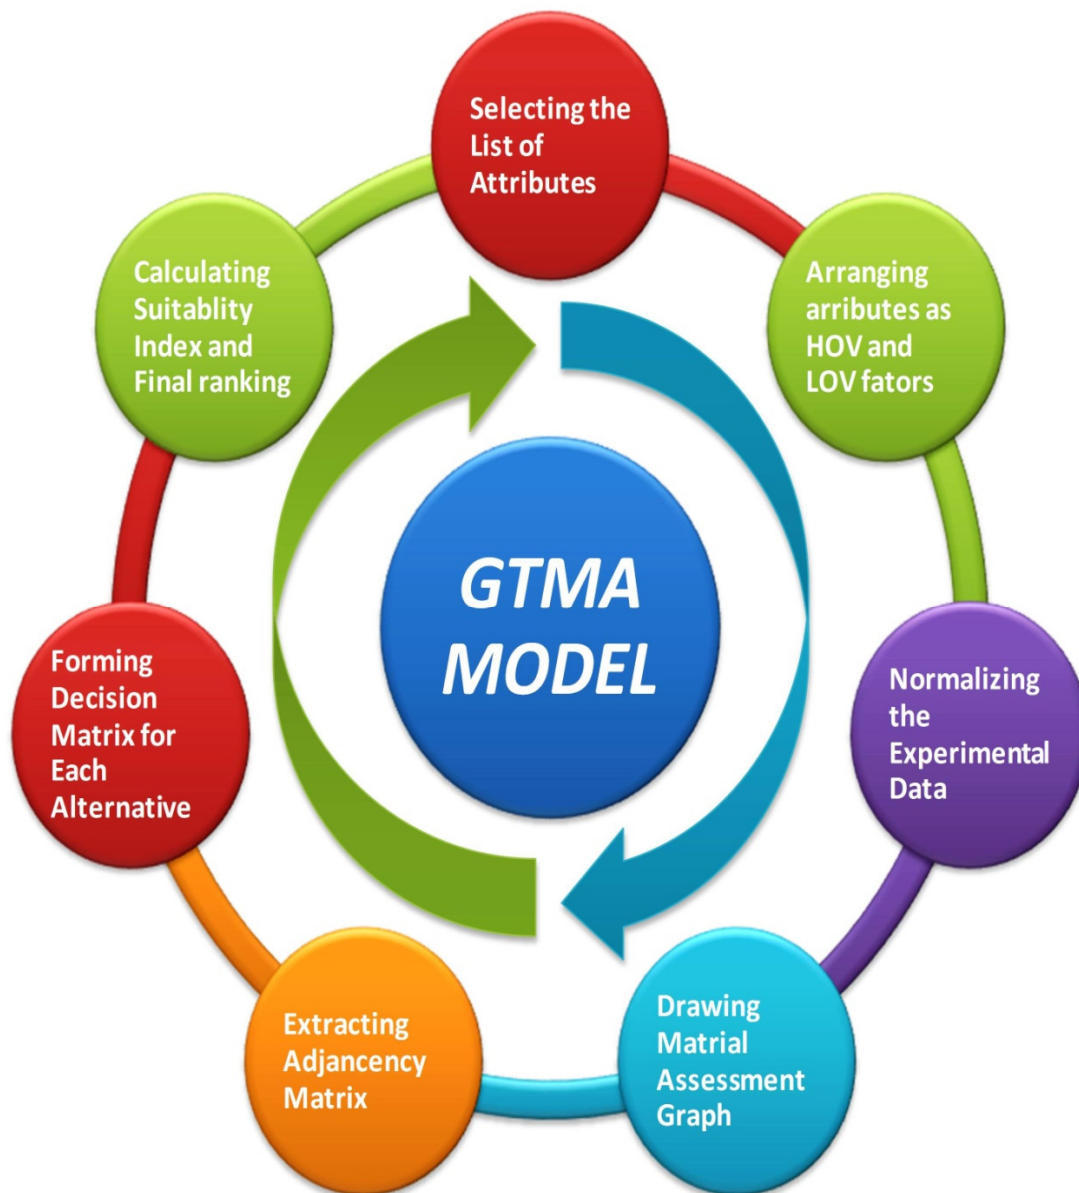 Selecting the
List of
Attributes
Arranging
arributes as
HOV and
LOV fators
Normalizing
the
Experimental
Data
Drawing
Matrial
Assessment
Graph
Extracting
Adjancency
Matrix
Forming
Decision
Matrix for
Each
Alternative
Calculating
Suitablity
Index and
Final ranking
GTMA
MODEL